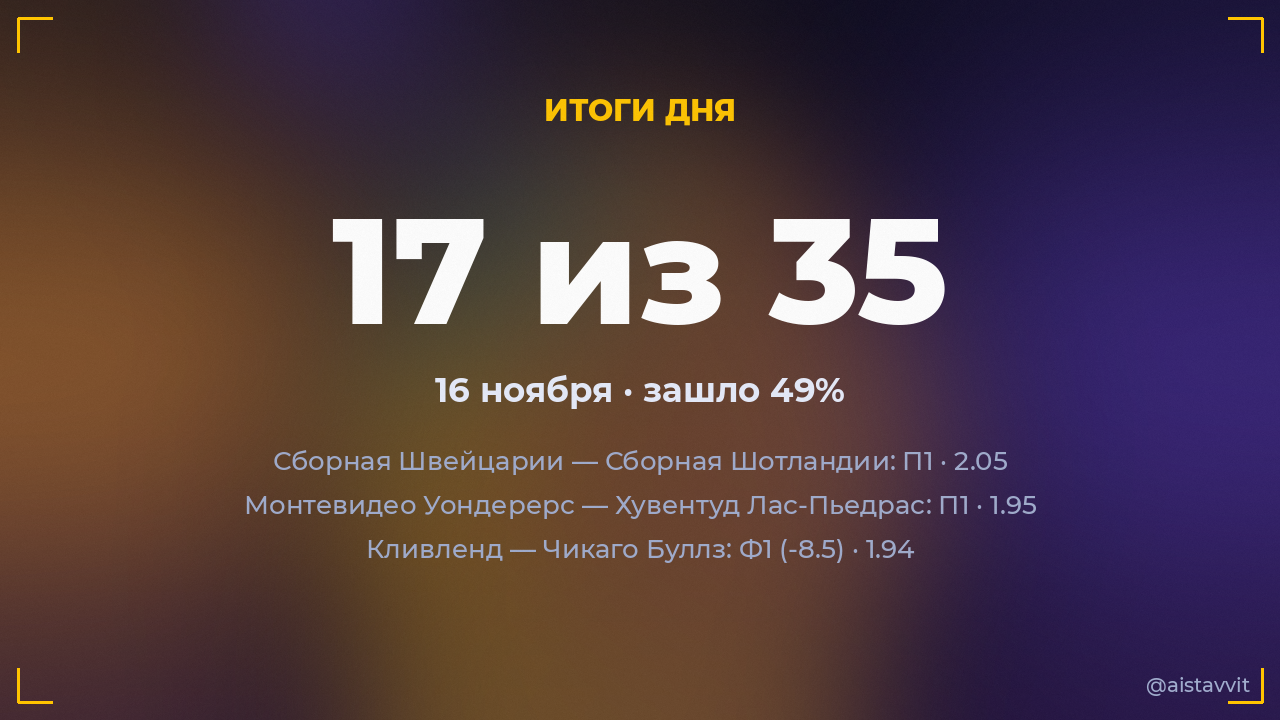 ИТОГИ ДНЯ
17 из 35
16 ноября · зашло 49%
Сборная Швейцарии — Сборная Шотландии: П1 · 2.05
Монтевидео Уондерерс — Хувентуд Лас-Пьедрас: П1 · 1.95
Кливленд — Чикаго Буллз: Ф1 (-8.5) · 1.94
@aistavvit